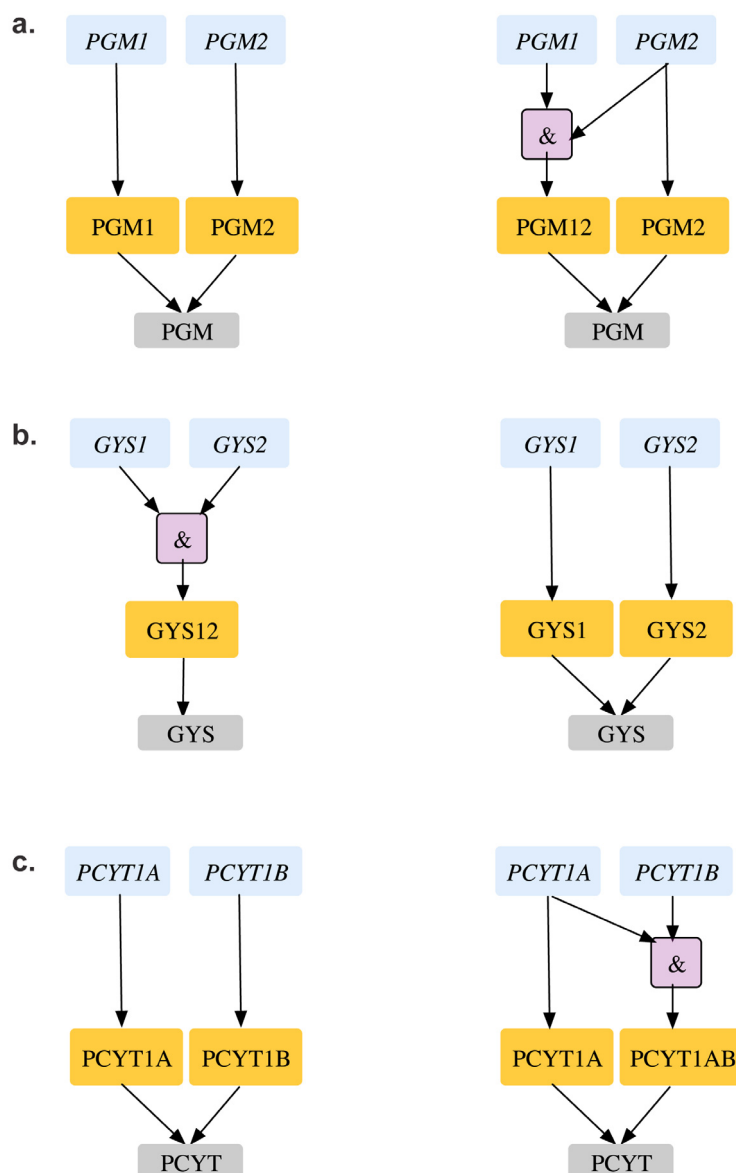 a.
PGM1 PGM2 PGM1 PGM2
&
PGM1 PGM2 PGM12 PGM2
PGM PGM
b.
GYS1 GYS2 GYS1 GYS2
&
GYS12 GYS1 GYS2
GYS GYS
c.
PCYT1A PCYT1B PCYT1A PCYT1B
&
PCYT1A PCYT1B PCYT1A PCYT1AB
PCYT PCYT